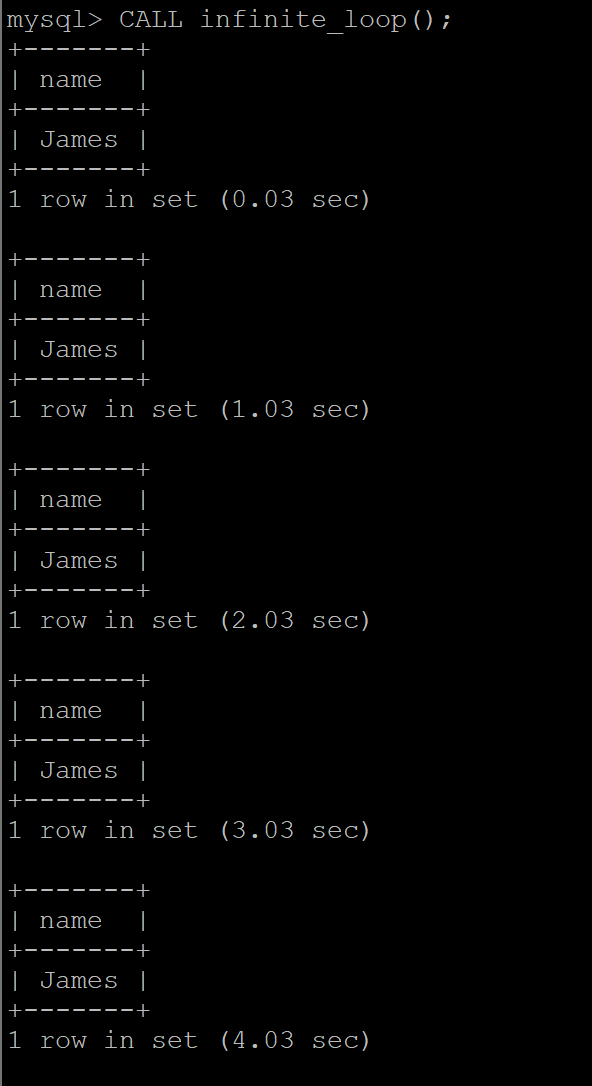 mysql> CALL infinite_loop();
+-------+
| name  |
+-------+
| James |
+-------+
1 row in set (0.03 sec)

+-------+
| name  |
+-------+
| James |
+-------+
1 row in set (1.03 sec)

+-------+
| name  |
+-------+
| James |
+-------+
1 row in set (2.03 sec)

+-------+
| name  |
+-------+
| James |
+-------+
1 row in set (3.03 sec)

+-------+
| name  |
+-------+
| James |
+-------+
1 row in set (4.03 sec)